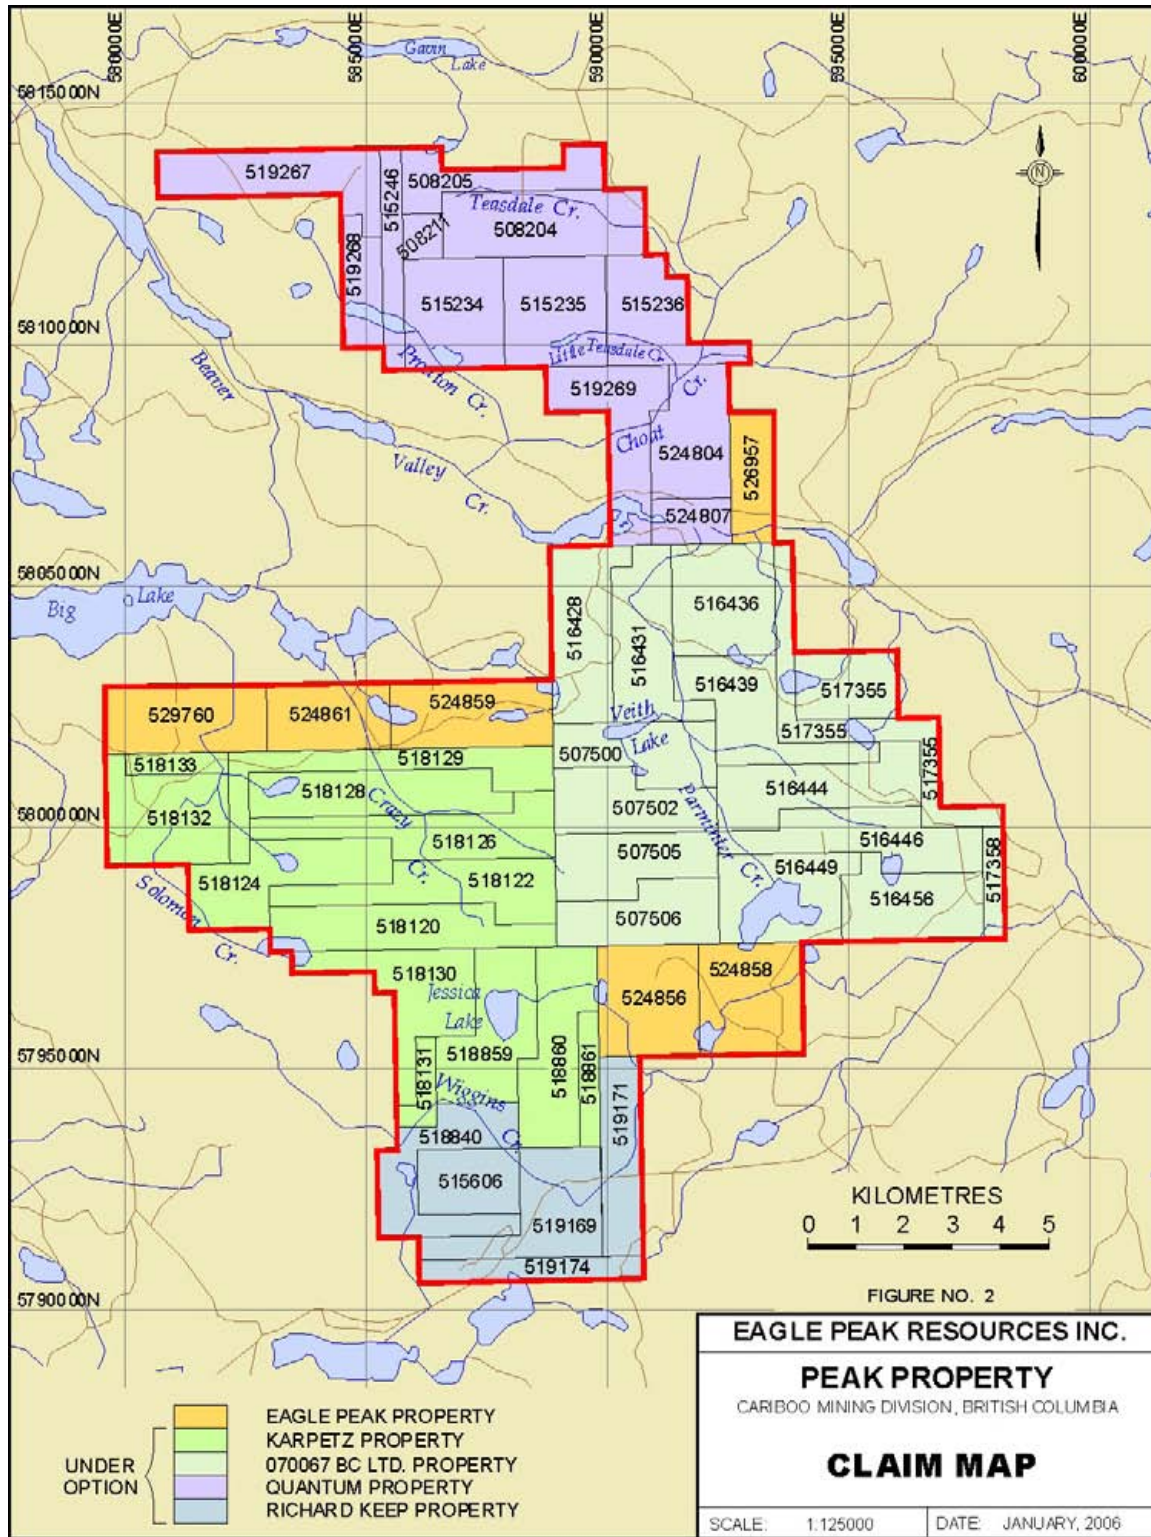 580000E
585000E
590000E
595000E
600000E
Gavin
Lake
5815000N
519267
515246
508205
Teasdale Cr.
508211
508204
519268
515234
515235
515236
5810000N
Little Teasdale Cr.
Beaver
Prouton Cr.
519269
Cr.
Choat
524804
526957
Valley
Cr.
524807
Cr.
5805000N
Big
Lake
516428
516431
516436
516439
517355
529760
524861
524859
Veith
Lake
517355
517355
518133
518129
507500
518128
507502
516444
518132
Crazy
Cr.
5800000N
518126
507505
Parminter
Cr.
516446
516449
517358
518124
518122
516456
Solomon
Cr.
518120
507506
518130
Jessica
Lake
524856
524858
518859
518131
518860
518861
5795000N
Wiggins
Cr.
519171
518840
515606
519169
519174
5790000N
KILOMETRES
0 1 2 3 4 5
FIGURE NO. 2
EAGLE PEAK RESOURCES INC.
PEAK PROPERTY
CARIBOO MINING DIVISION, BRITISH COLUMBIA
CLAIM MAP
SCALE: 1:125000 DATE: JANUARY, 2006
N
EAGLE PEAK PROPERTY
KARPETZ PROPERTY
UNDER
OPTION
070067 BC LTD. PROPERTY
QUANTUM PROPERTY
RICHARD KEEP PROPERTY